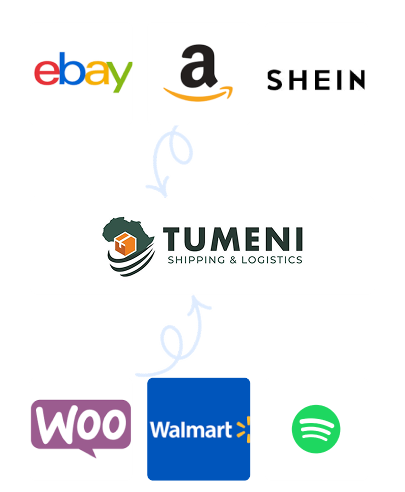 ebay
a
SHEIN
TUMENI
SHIPPING & LOGISTICS
WOO
Walmart